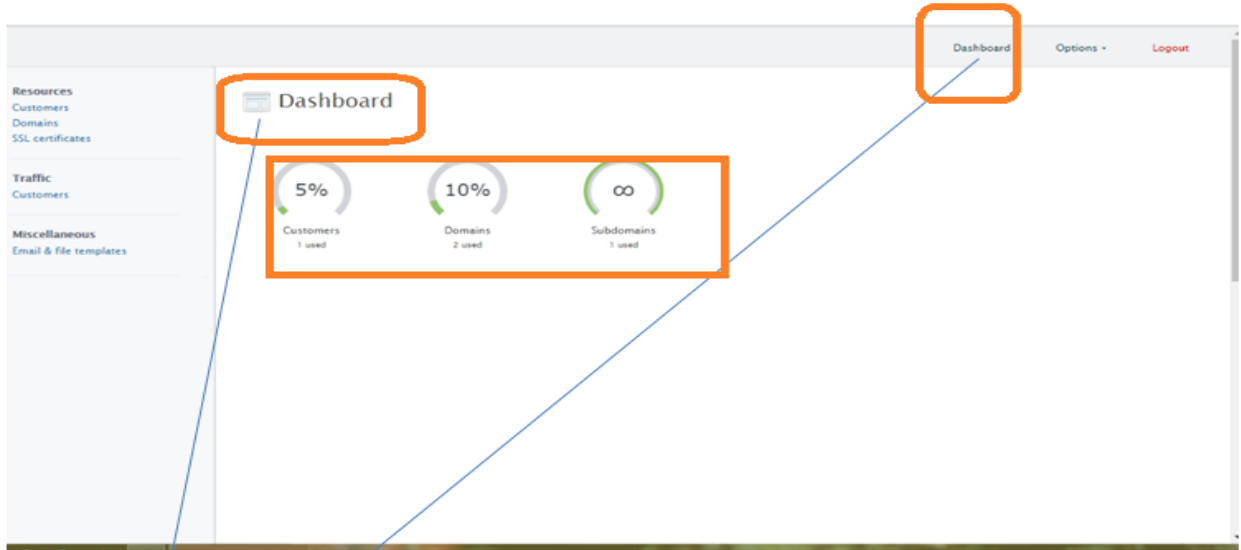 Dashboard
Options
Logout
Resources
Customers
Domains
SSL certificates
Traffic
Customers
Miscellaneous
Email & file templates
Dashboard
5%
Customers
1 used
10%
Domains
2 used
∞
Subdomains
1 used